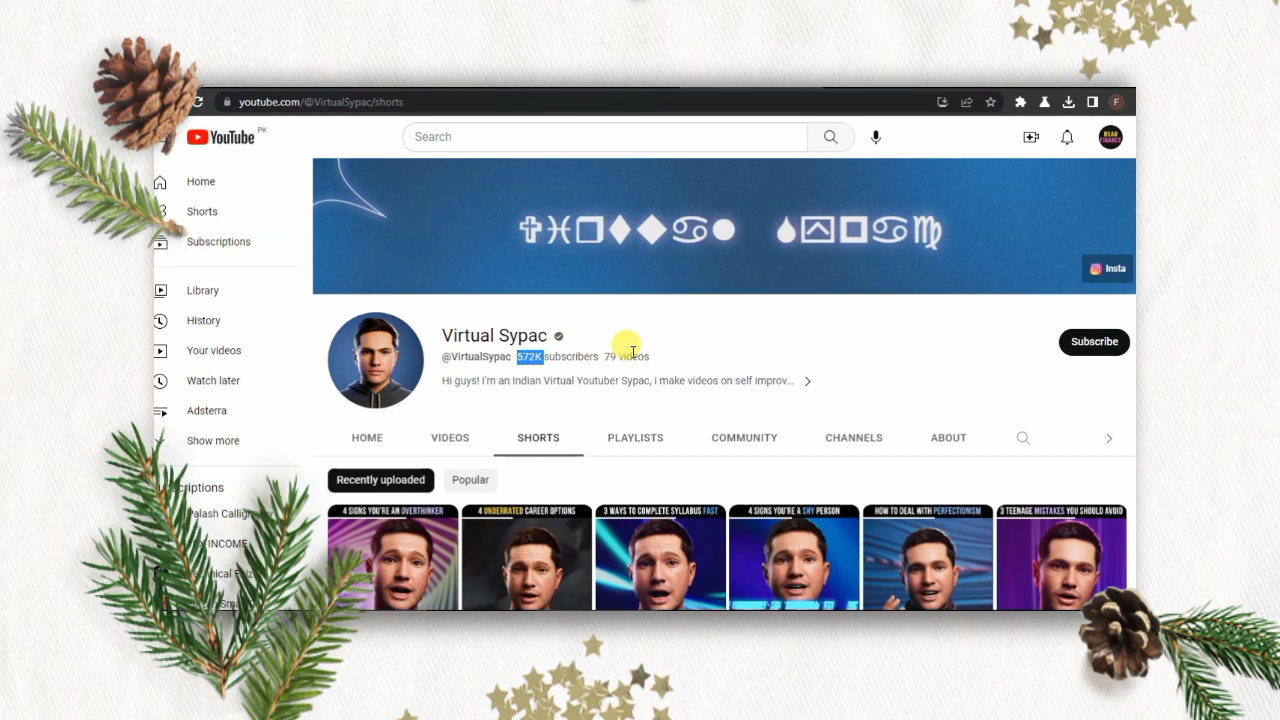 youtube.com/@VirtualSypac/shorts
F
YouTube PK
Search
ROAR FINANCE
Home
Shorts
Subscriptions
Library
History
Your videos
Watch later
Adsterra
Show more
♥♓❒⧫◆♋● ⬧⍓◻♋♍
Insta
Virtual Sypac
@VirtualSypac 572K subscribers 79 videos
Hi guys! I'm an Indian Virtual Youtuber Sypac, i make videos on self improv...
Subscribe
HOME VIDEOS SHORTS PLAYLISTS COMMUNITY CHANNELS ABOUT
Recently uploaded Popular
4 SIGNS YOU'RE AN OVERTHINKER
4 UNDERRATED CAREER OPTIONS
3 WAYS TO COMPLETE SYLLABUS FAST
4 SIGNS YOU'RE A SHY PERSON
HOW TO DEAL WITH PERFECTIONISM
3 TEENAGE MISTAKES YOU SHOULD AVOID
INCOME